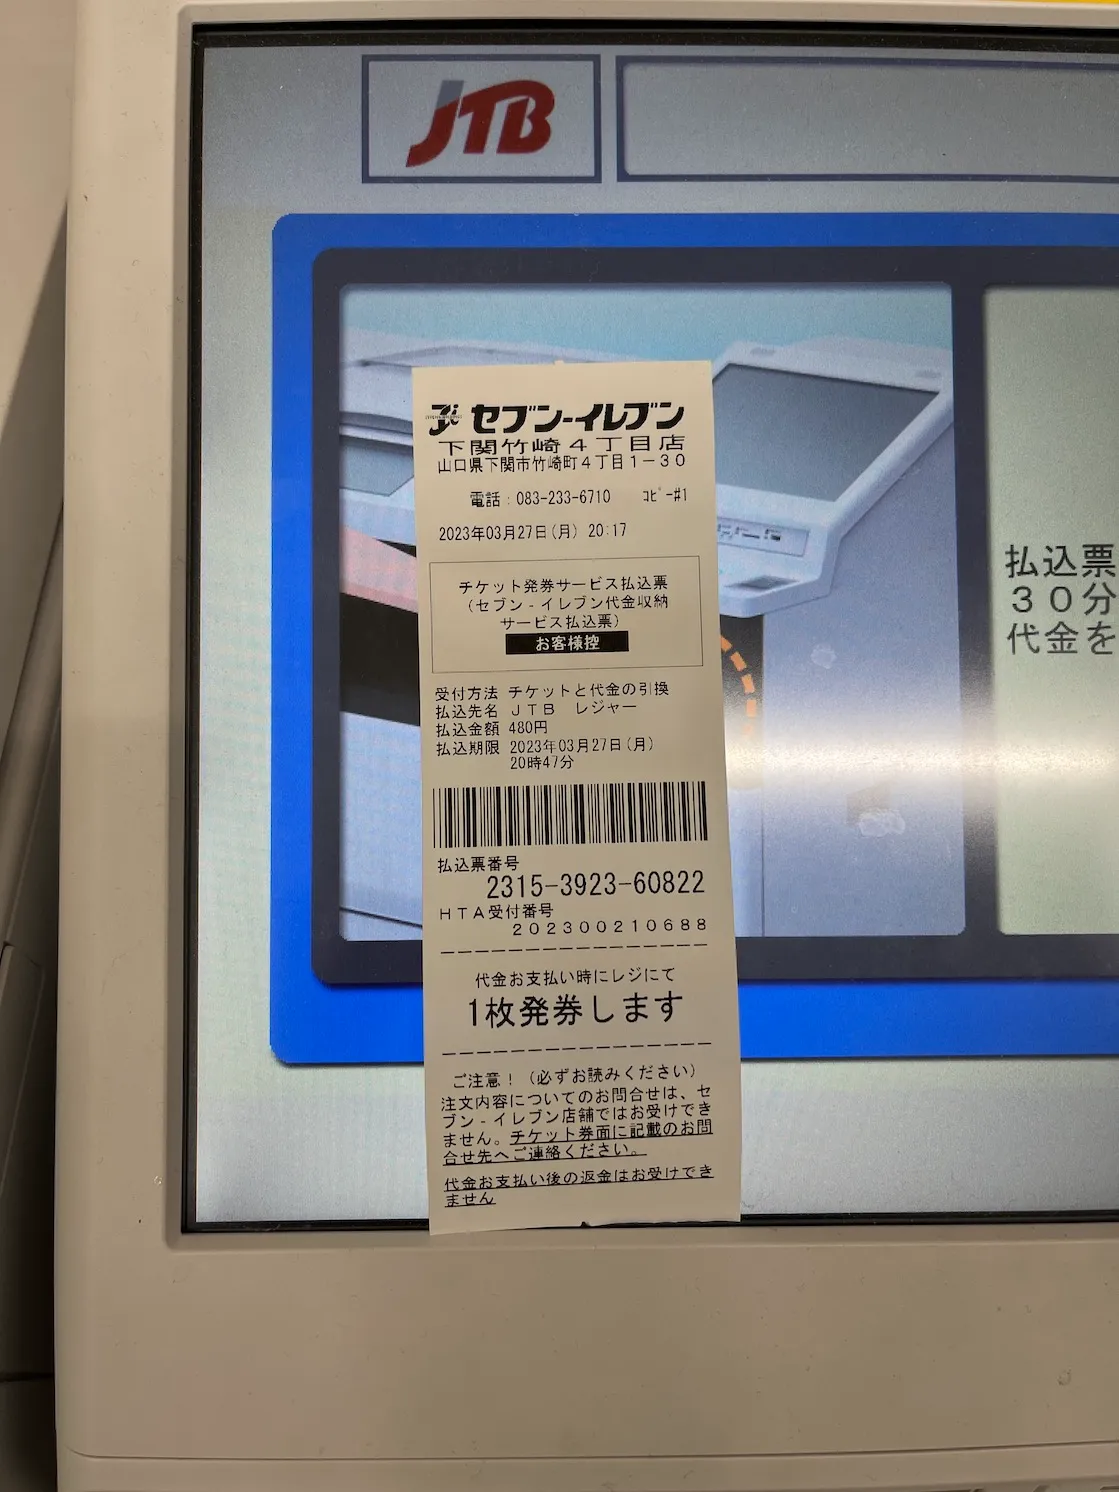 JTB
セブン-イレブン
下関竹崎4丁目店
山口県下関市竹崎町4丁目1-30
電話:083-233-6710 コピー#1
2023年03月27日(月) 20:17
チケット発券サービス払込票
(セブン-イレブン代金収納
サービス払込票)
お客様控
受付方法 チケットと代金の引換
払込先名 JTB レジャー
払込金額 480円
払込期限 2023年03月27日(月)
20時47分
払込票番号
2315-3923-60822
HTA受付番号
202300210688
代金お支払い時にレジにて
1枚発券します
ご注意!(必ずお読みください)
注文内容についてのお問合せは、セ
ブン-イレブン店舗ではお受けでき
ません。チケット券面に記載のお問
合せ先へご連絡ください。
代金お支払い後の返金はお受けでき
ません
払込票
30分
代金を